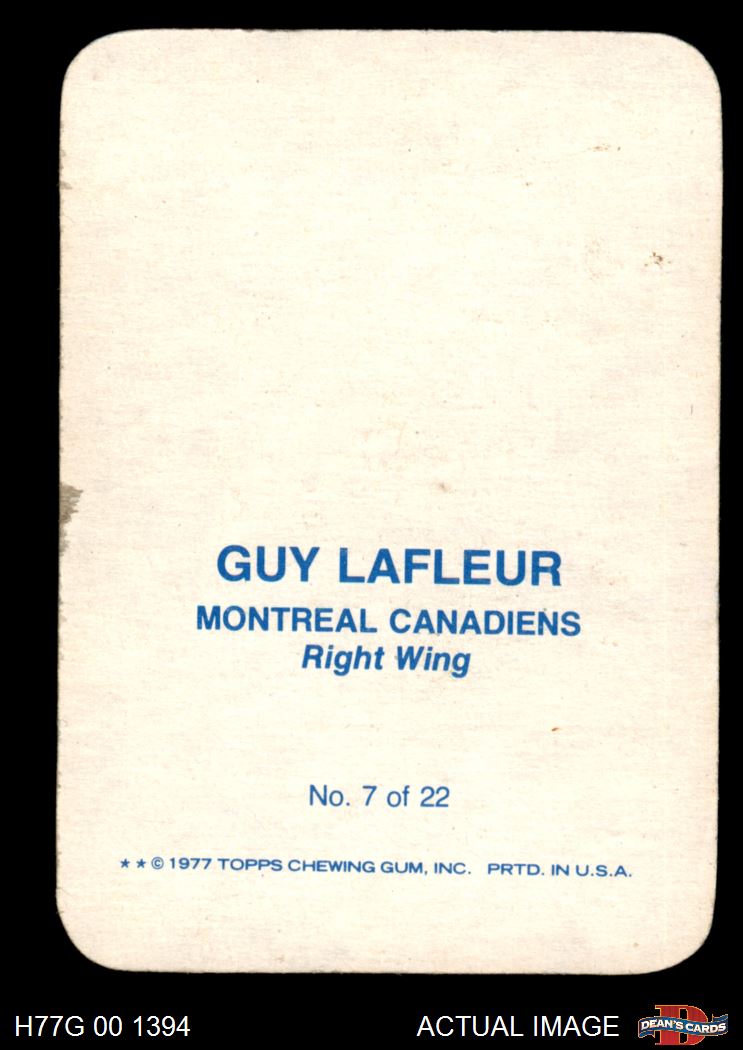 GUY LAFLEUR
MONTREAL CANADIENS
Right Wing
No. 7 of 22
★ ★ © 1977 TOPPS CHEWING GUM, INC. PRTD. IN U.S.A.
H77G 00 1394
ACTUAL IMAGE
DEAN'S CARDS